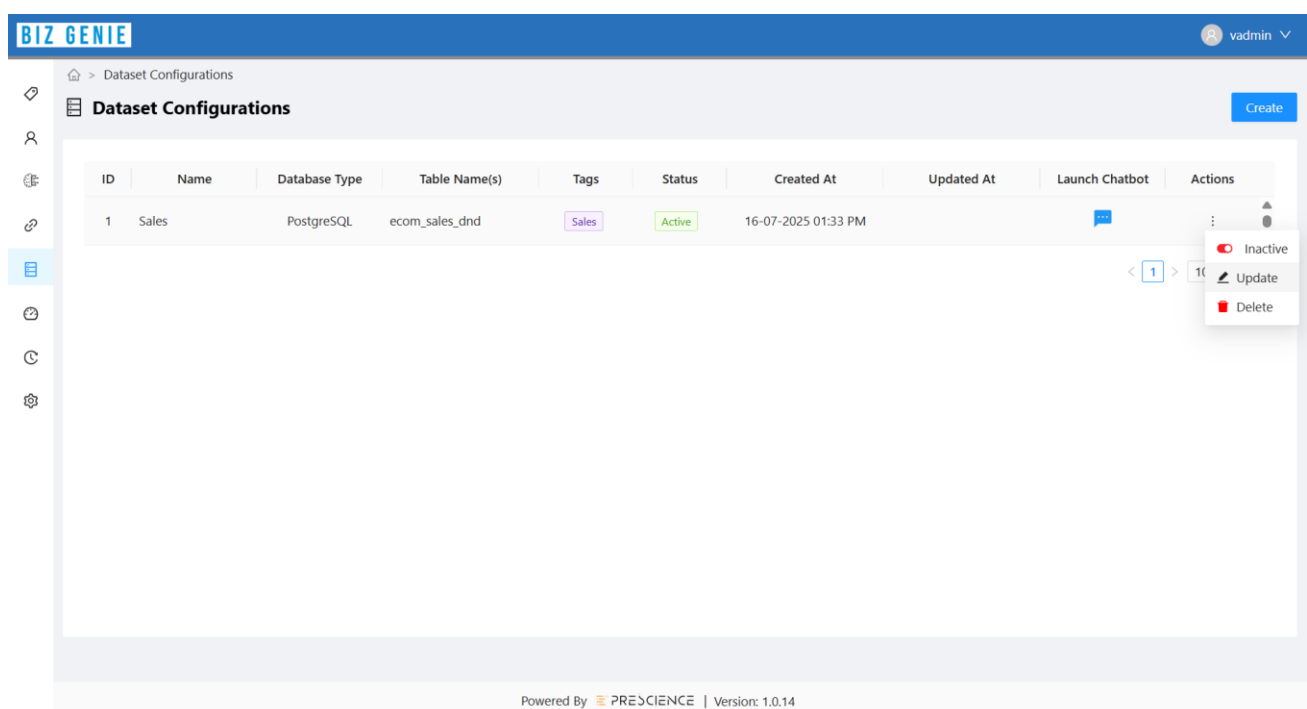 BIZ GENIE
vadmin
> Dataset Configurations
Dataset Configurations
Create
ID Name Database Type Table Name(s) Tags Status Created At Updated At Launch Chatbot Actions
1 Sales PostgreSQL ecom_sales_dnd Sales Active 16-07-2025 01:33 PM
Inactive
< 1 > 10
Update
Delete
Powered By PRESCIENCE | Version: 1.0.14